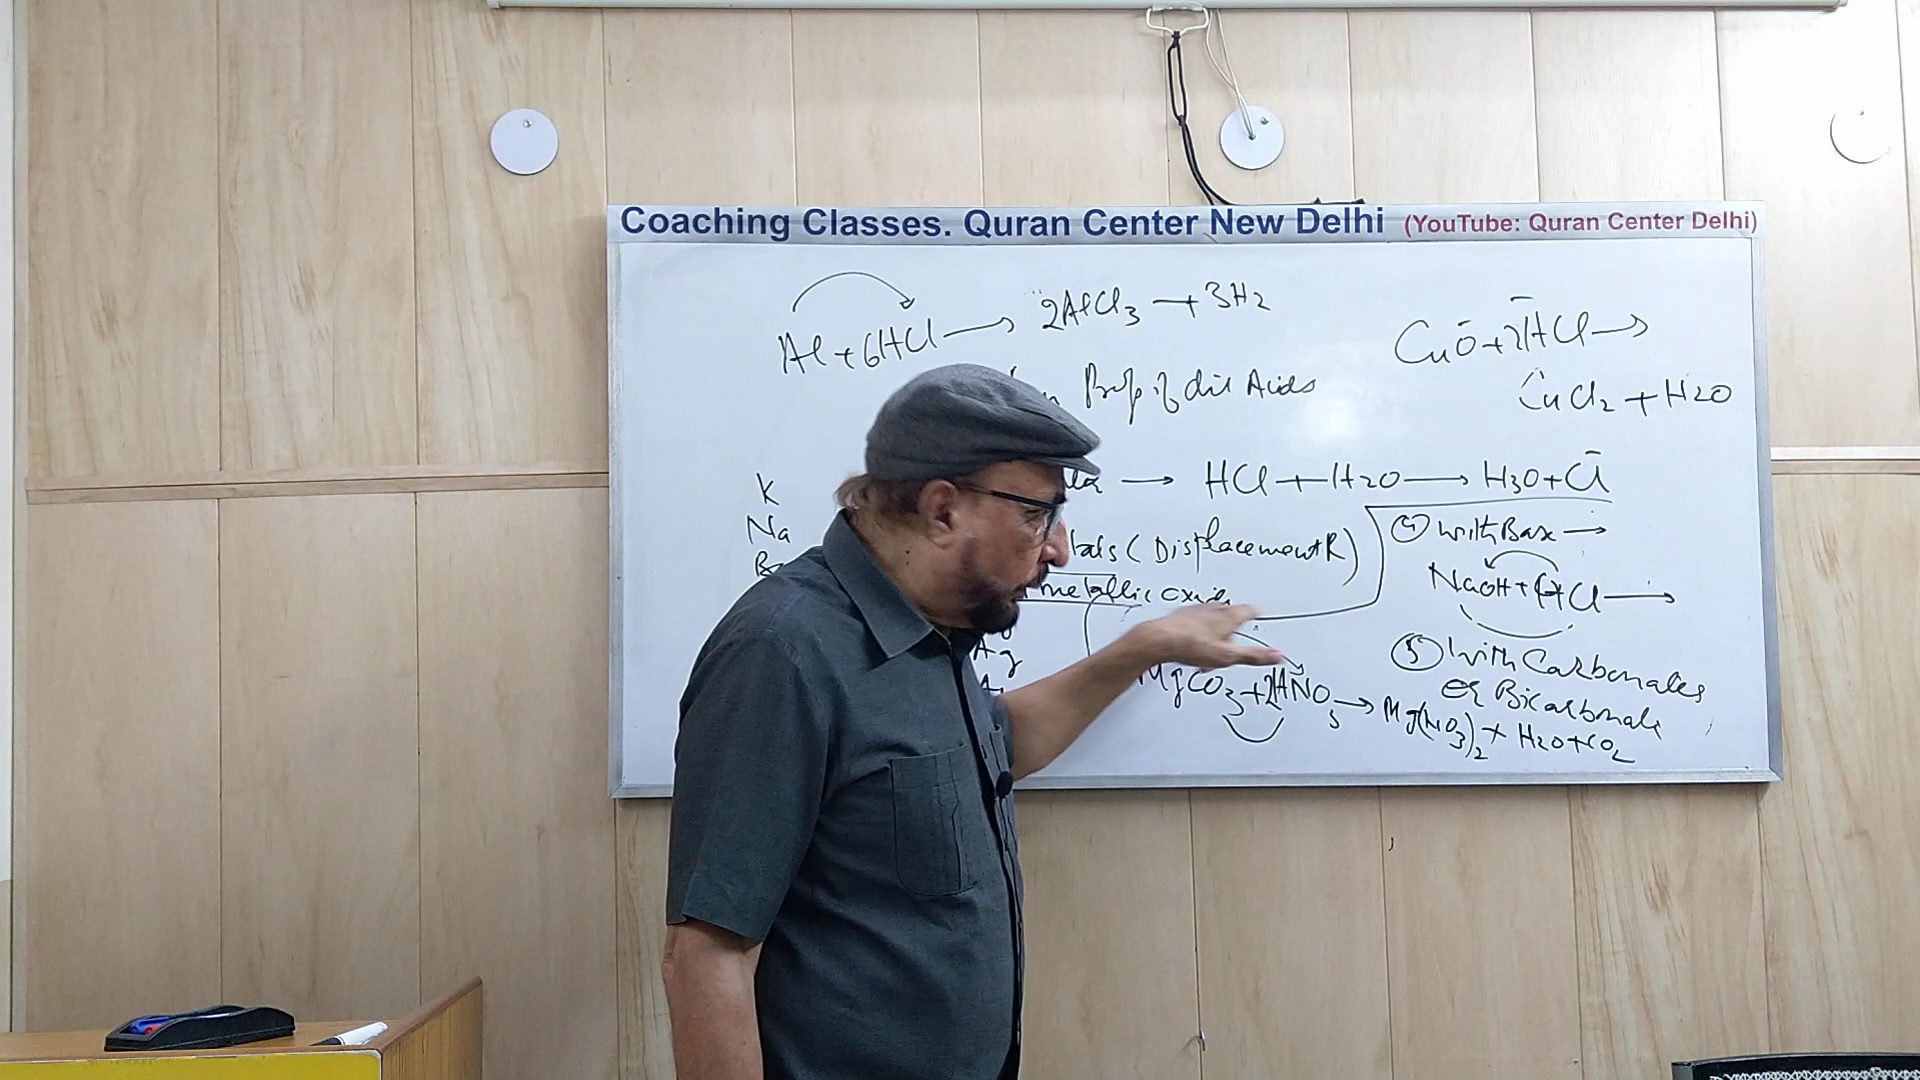 Coaching Classes. Quran Center New Delhi (YouTube: Quran Center Delhi)
Al + 6HCl → 2AlCl3 → + 3H2
CuO + 2HCl →
CuCl2 + H2O
Prop of dil Acids
→ HCl + H2O → H3O + Cl
K
Na
(Displacement R)
metallic oxide
Ag
④ with Base →
NaOH + HCl →
⑤ With Carbonates
or Bicarbonate
MgCO3 + 2HNO3 → Mg(NO3)2 + H2O + CO2